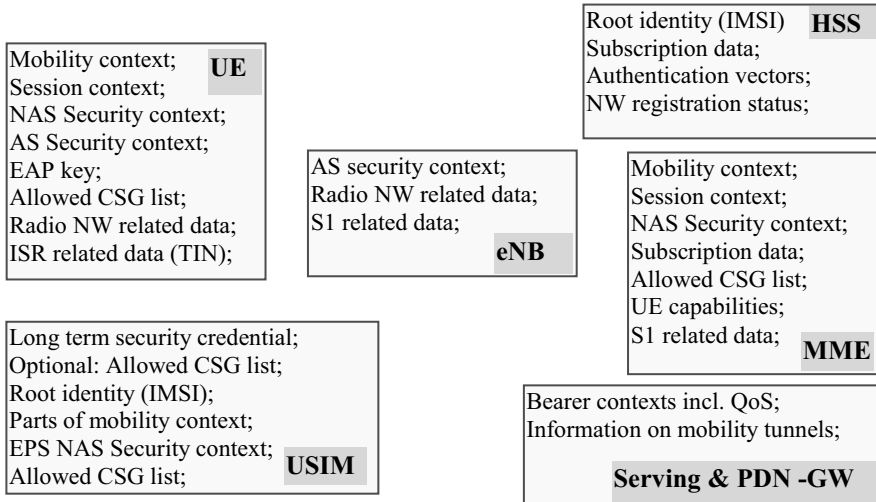 Root identity (IMSI)
HSS
Subscription data;
Authentication vectors;
NW registration status;
Mobility context;
UE
Session context;
NAS Security context;
AS Security context;
EAP key;
Allowed CSG list;
Radio NW related data;
ISR related data (TIN);
AS security context;
Radio NW related data;
S1 related data;
eNB
Mobility context;
Session context;
NAS Security context;
Subscription data;
Allowed CSG list;
UE capabilities;
S1 related data;
MME
Long term security credential;
Optional: Allowed CSG list;
Root identity (IMSI);
Parts of mobility context;
EPS NAS Security context;
Allowed CSG list;
USIM
Bearer contexts incl. QoS;
Information on mobility tunnels;
Serving & PDN -GW